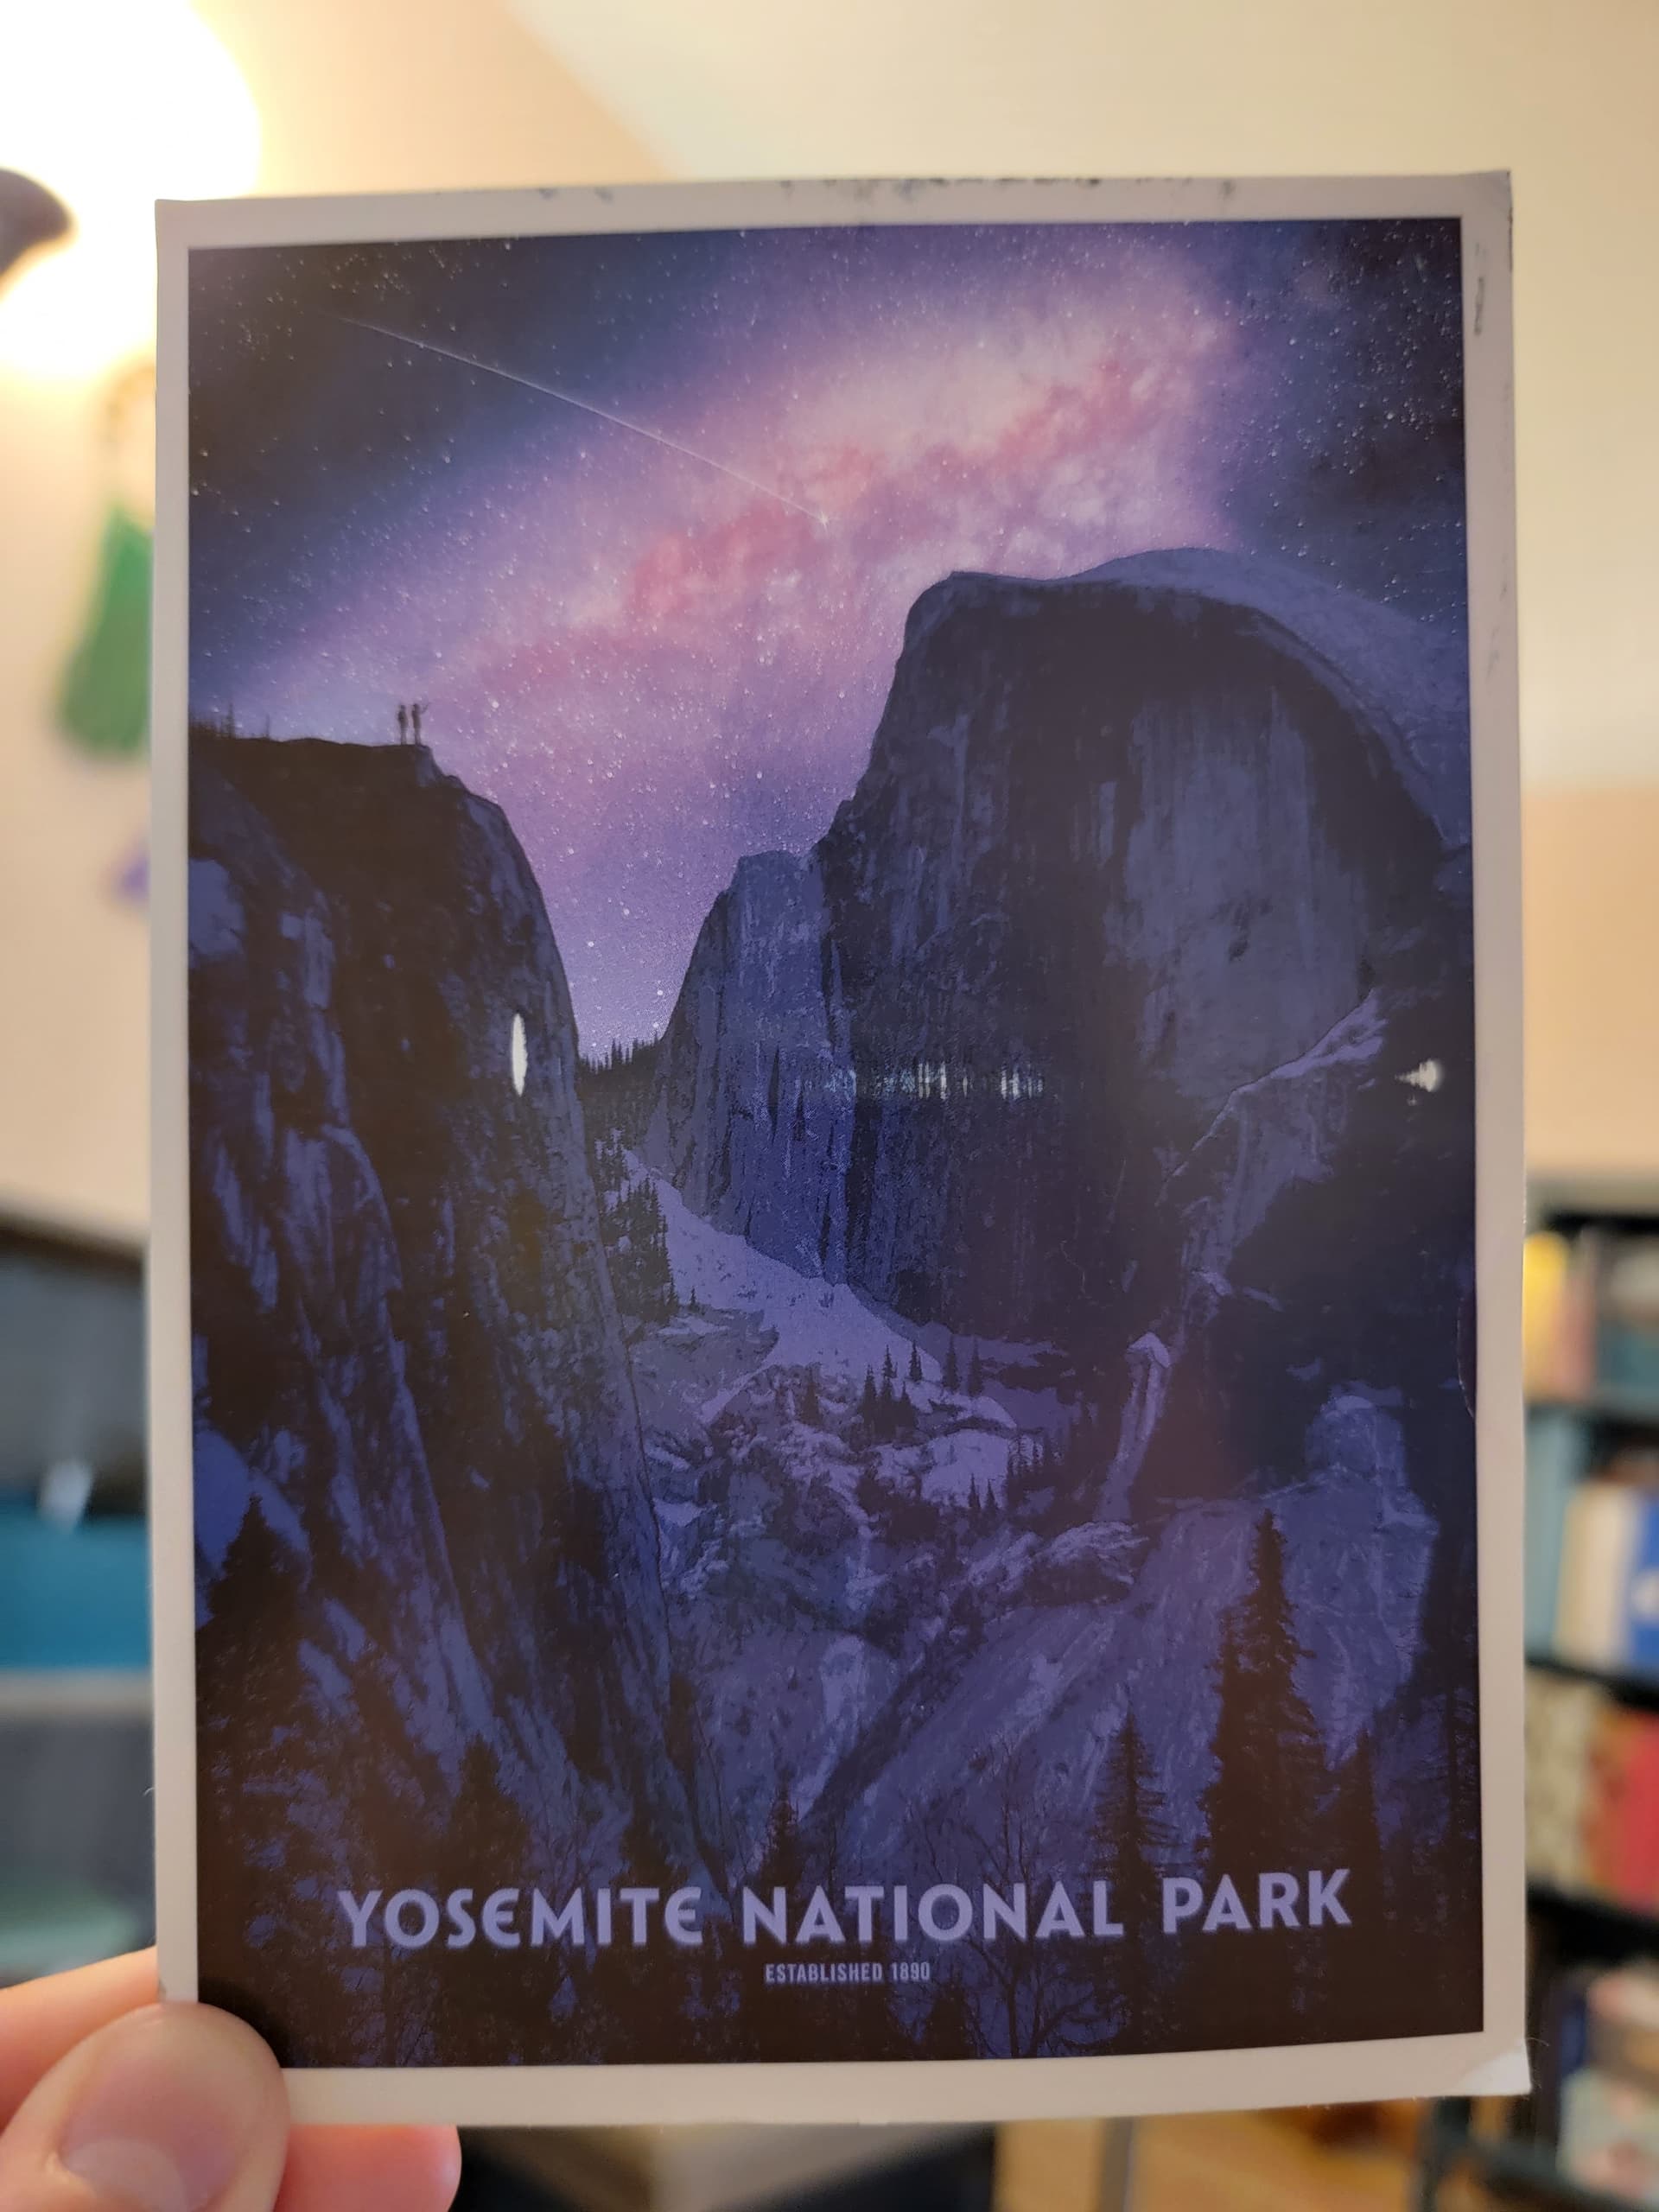 YOSEMITE NATIONAL PARK
ESTABLISHED 1890